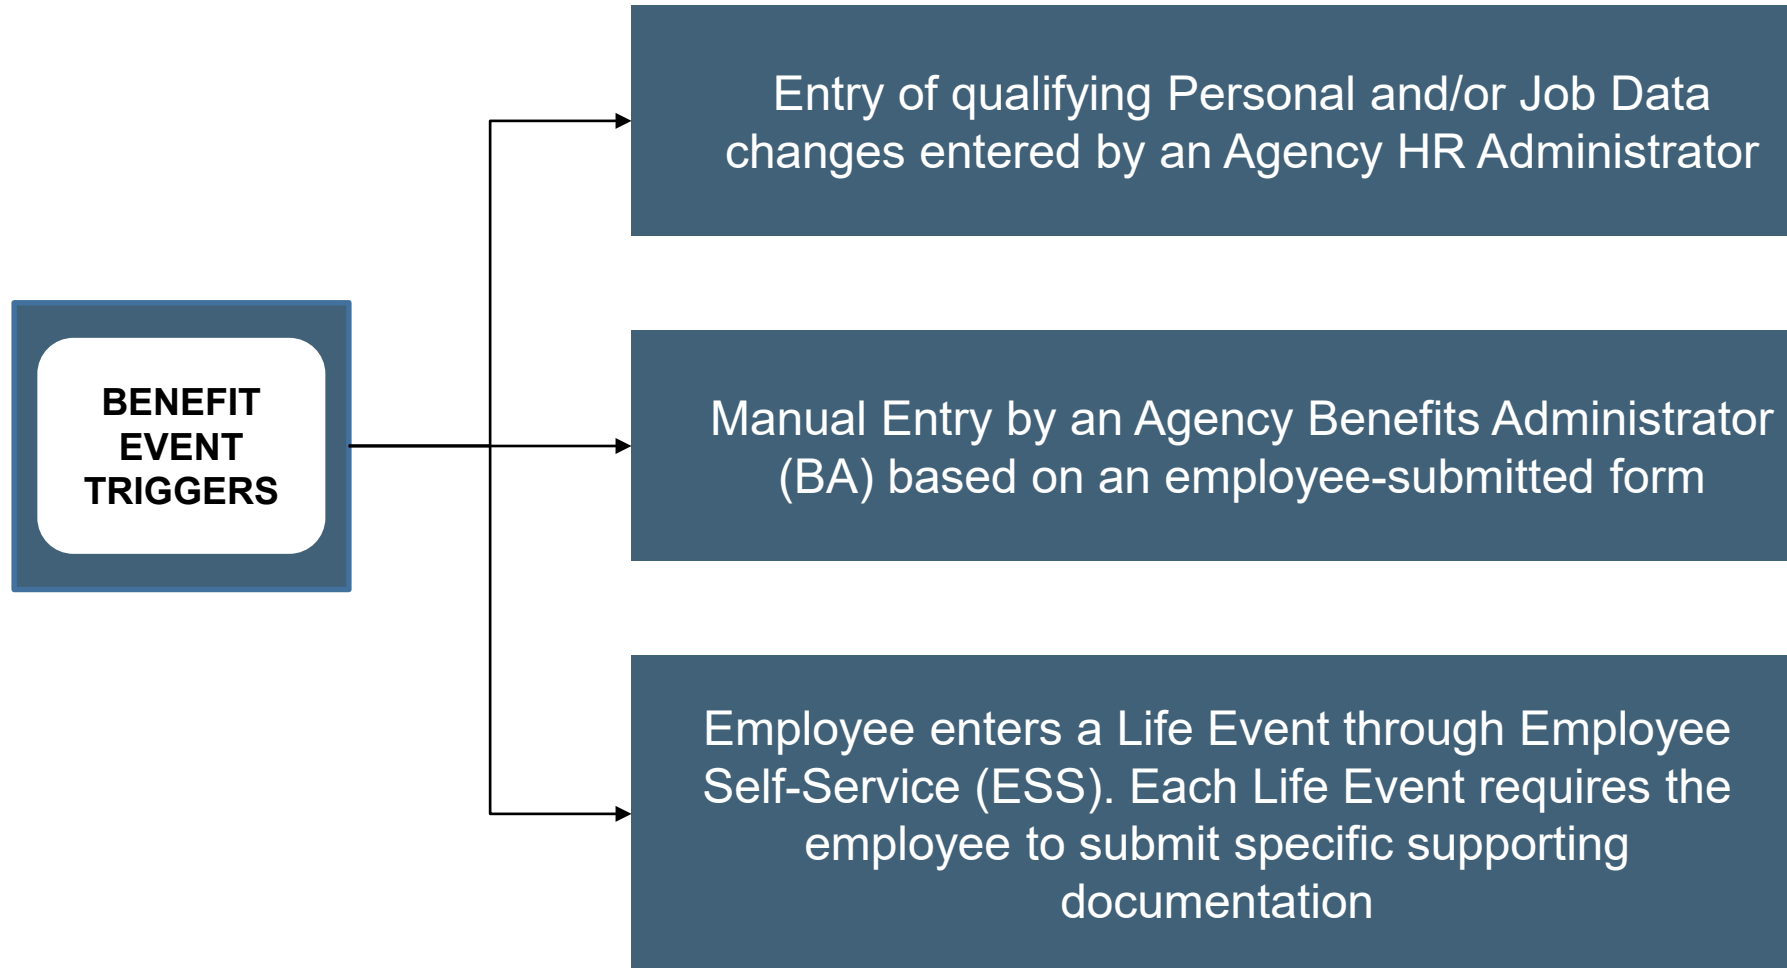 BENEFIT
EVENT
TRIGGERS
Entry of qualifying Personal and/or Job Data
changes entered by an Agency HR Administrator
Manual Entry by an Agency Benefits Administrator
(BA) based on an employee-submitted form
Employee enters a Life Event through Employee
Self-Service (ESS). Each Life Event requires the
employee to submit specific supporting
documentation